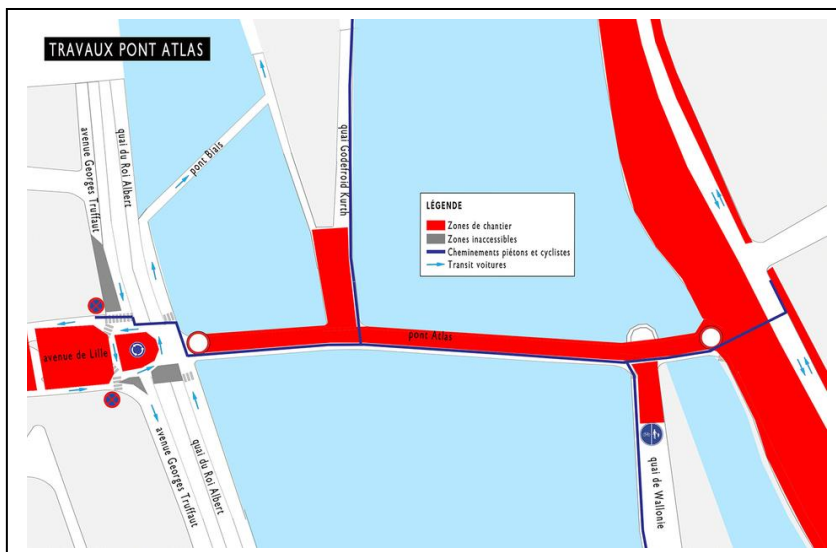 TRAVAUX PONT ATLAS
avenue Georges Truffaut
quai du Roi Albert
pont Biais
quai Godefroid Kurth
LÉGENDE
Zones de chantier
Zones inaccessibles
Cheminements piétons et cyclistes
Transit voitures
pont Atlas
avenue de Lille
avenue Georges Truffaut
quai du Roi Albert
quai de Wallonie